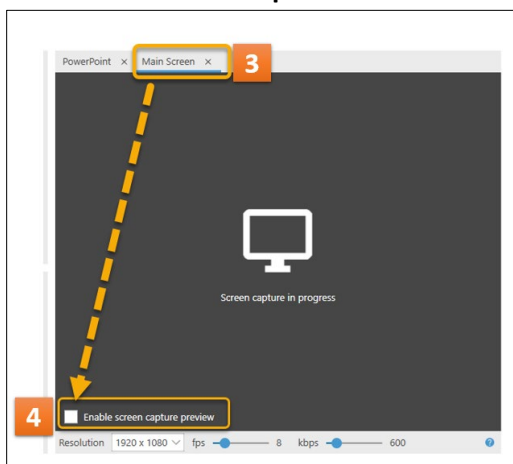 PowerPoint × Main Screen × 3
Screen capture in progress
4 Enable screen capture preview
Resolution 1920 x 1080 fps 8 kbps 600 ?